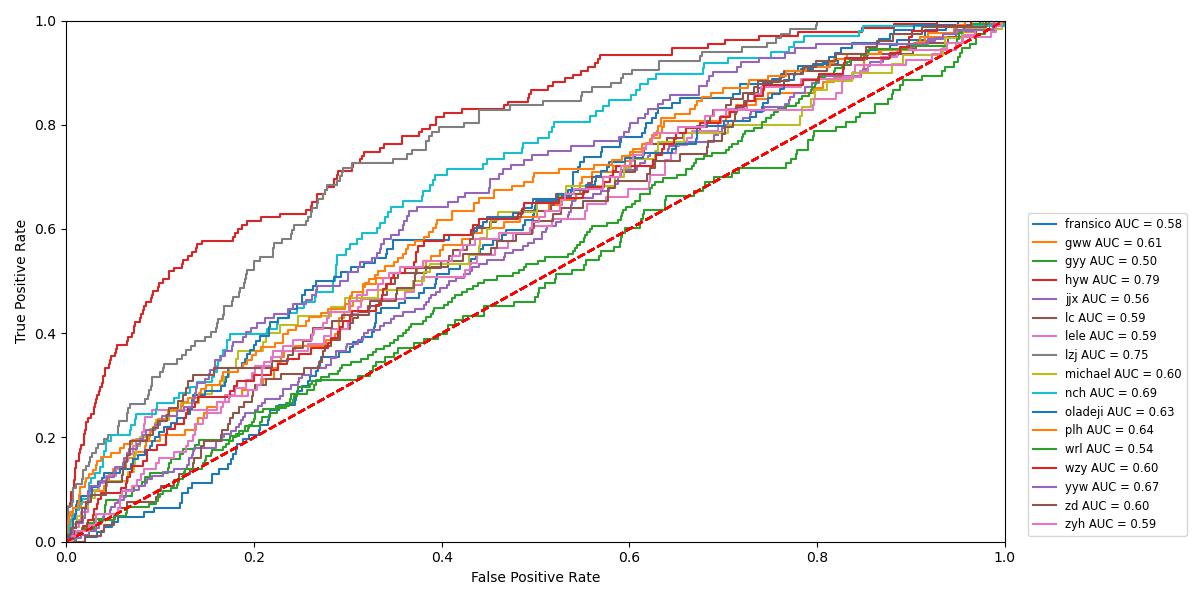 1.0
0.8
0.6
0.4
0.2
0.0
True Positive Rate
0.0 0.2 0.4 0.6 0.8 1.0
False Positive Rate
fransico AUC = 0.58
gww AUC = 0.61
gyy AUC = 0.50
hyw AUC = 0.79
jjx AUC = 0.56
lc AUC = 0.59
lele AUC = 0.59
lzj AUC = 0.75
michael AUC = 0.60
nch AUC = 0.69
oladeji AUC = 0.63
plh AUC = 0.64
wrl AUC = 0.54
wzy AUC = 0.60
yyw AUC = 0.67
zd AUC = 0.60
zyh AUC = 0.59